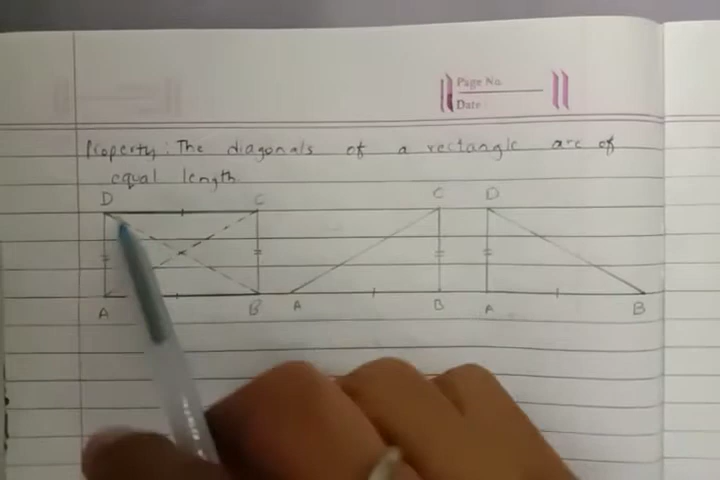 Page No.
Date
Property: The diagonals of a rectangle are of
equal length.
D C C D
A B A B A B